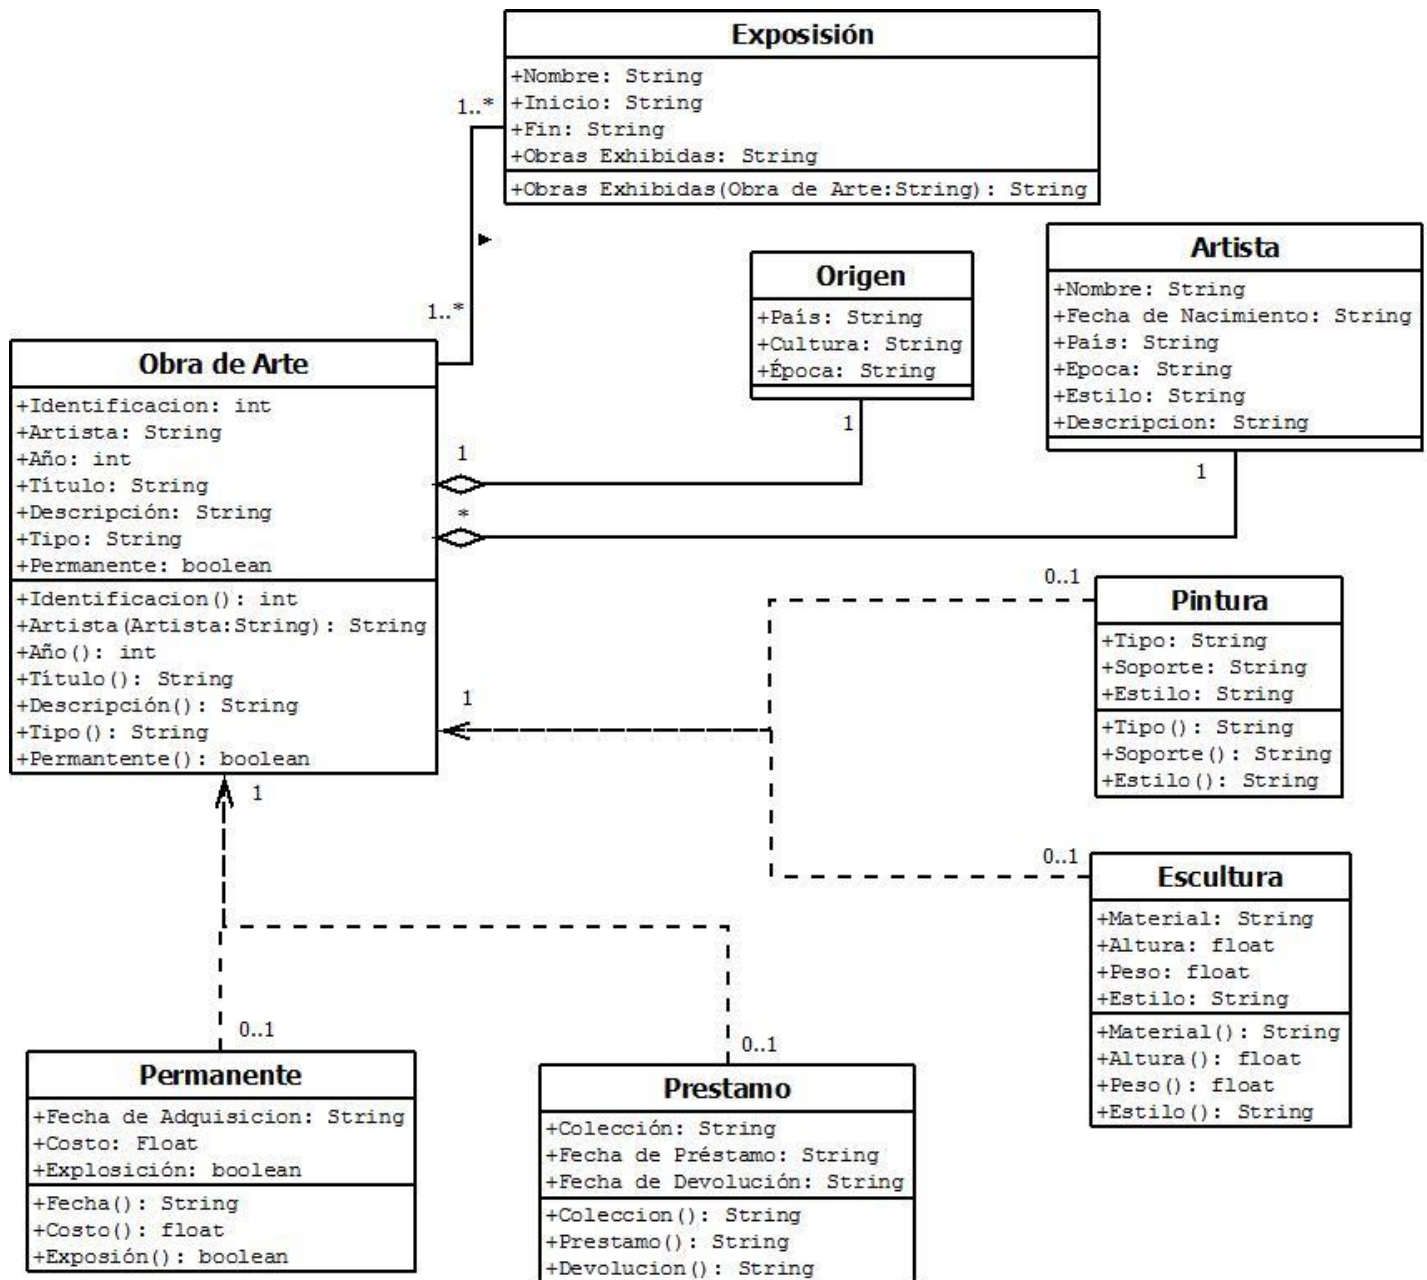 Exposisión
+Nombre: String
+Inicio: String
+Fin: String
+Obras Exhibidas: String
+Obras Exhibidas(Obra de Arte:String): String
1..*
1..*
Origen
+País: String
+Cultura: String
+Época: String
1
Artista
+Nombre: String
+Fecha de Nacimiento: String
+País: String
+Epoca: String
+Estilo: String
+Descripcion: String
1
Obra de Arte
+Identificacion: int
+Artista: String
+Año: int
+Título: String
+Descripción: String
+Tipo: String
+Permanente: boolean
+Identificacion(): int
+Artista(Artista:String): String
+Año(): int
+Título(): String
+Descripción(): String
+Tipo(): String
+Permantente(): boolean
1
*
1
1
0..1
Pintura
+Tipo: String
+Soporte: String
+Estilo: String
+Tipo(): String
+Soporte(): String
+Estilo(): String
0..1
Escultura
+Material: String
+Altura: float
+Peso: float
+Estilo: String
+Material(): String
+Altura(): float
+Peso(): float
+Estilo(): String
0..1
Permanente
+Fecha de Adquisicion: String
+Costo: Float
+Explosición: boolean
+Fecha(): String
+Costo(): float
+Exposión(): boolean
0..1
Prestamo
+Colección: String
+Fecha de Préstamo: String
+Fecha de Devolución: String
+Coleccion(): String
+Prestamo(): String
+Devolucion(): String